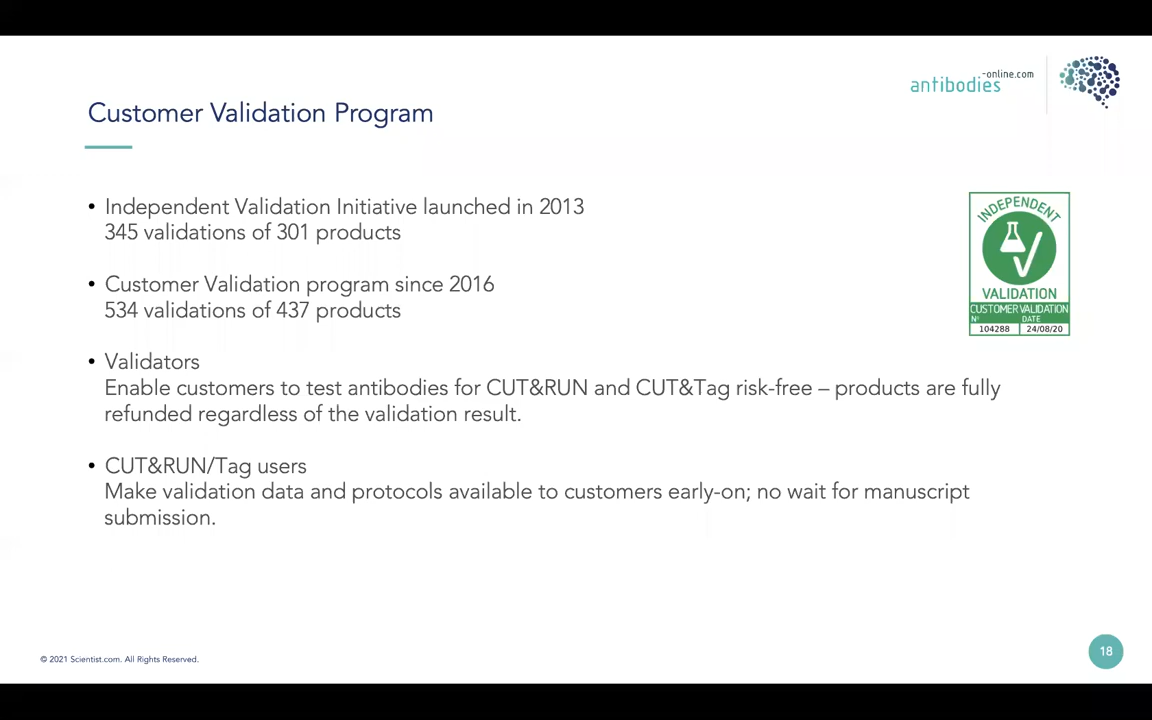 antibodies-online.com
Customer Validation Program
• Independent Validation Initiative launched in 2013
345 validations of 301 products
• Customer Validation program since 2016
534 validations of 437 products
• Validators
Enable customers to test antibodies for CUT&RUN and CUT&Tag risk-free – products are fully
refunded regardless of the validation result.
• CUT&RUN/Tag users
Make validation data and protocols available to customers early-on; no wait for manuscript
submission.
INDEPENDENT
VALIDATION
CUSTOMER VALIDATION
N° DATE
104288 24/08/20
© 2021 Scientist.com. All Rights Reserved.
18